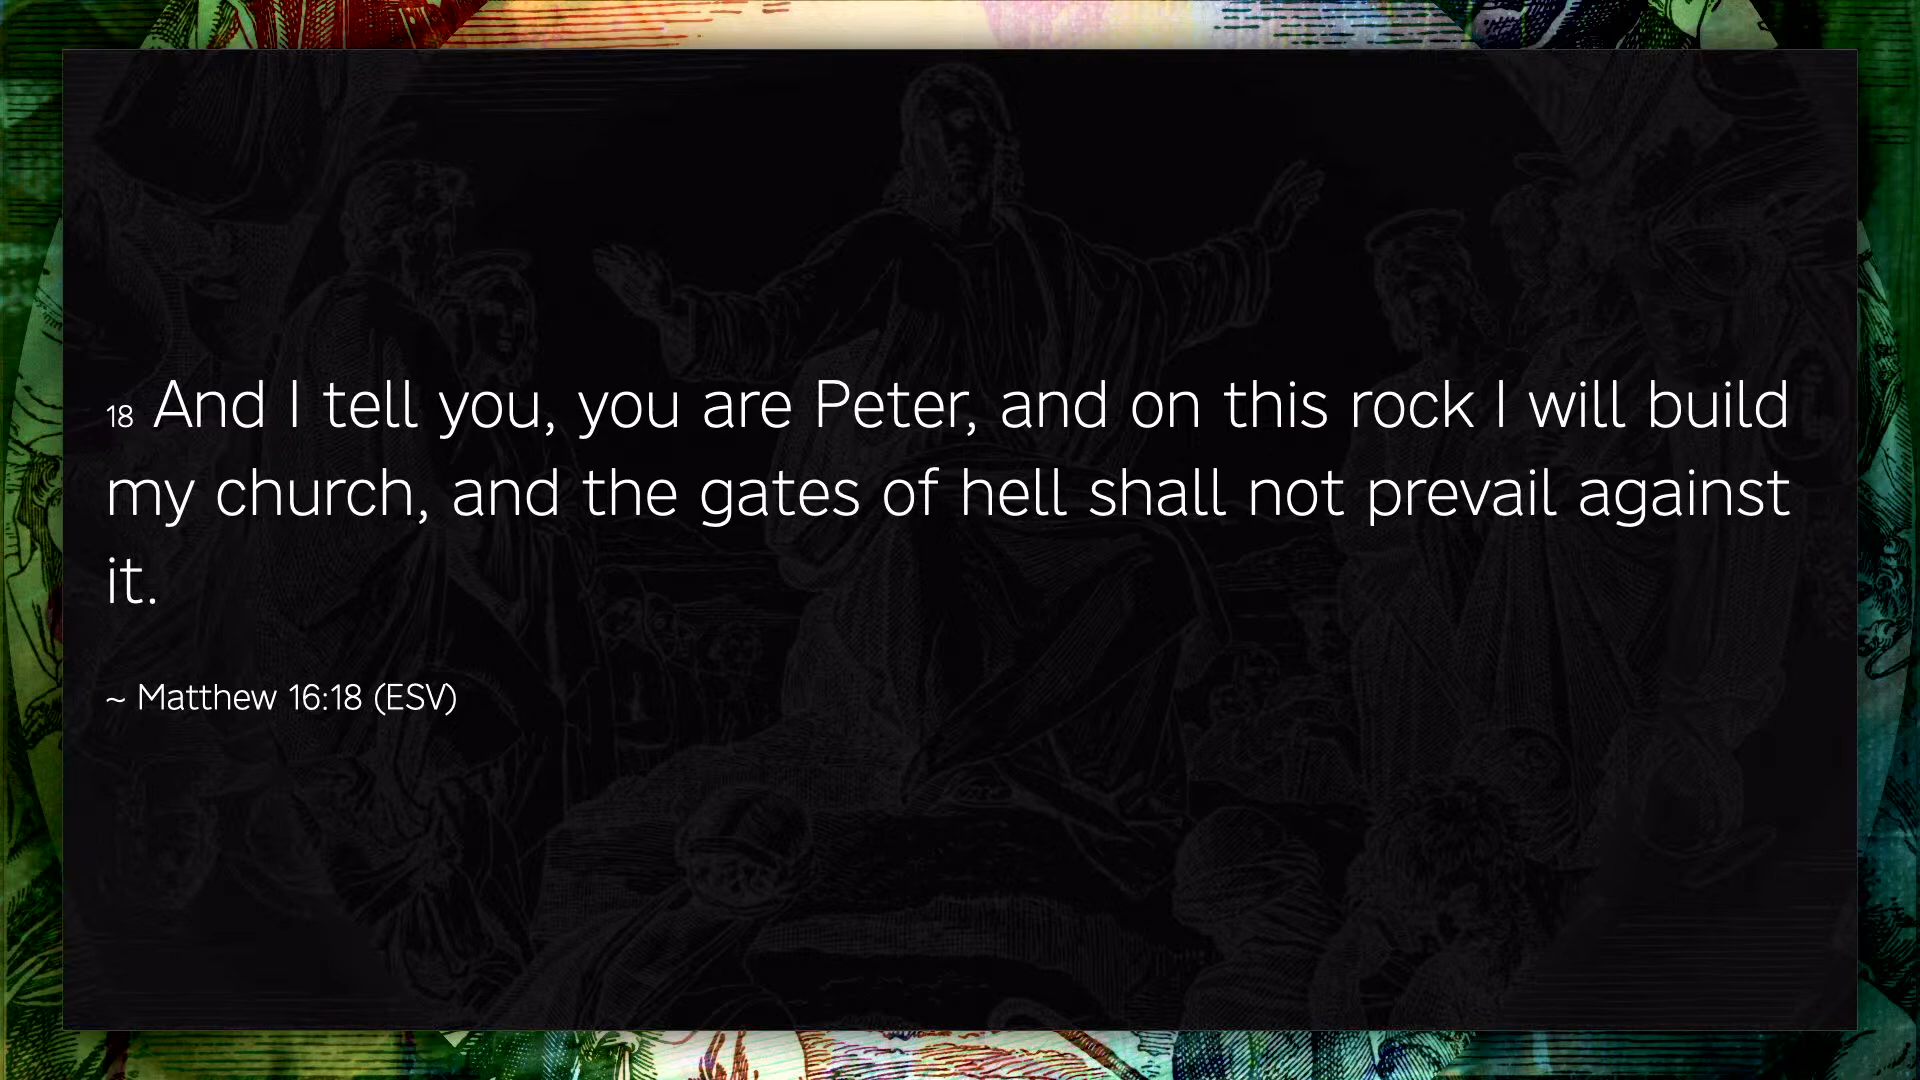 18 And I tell you, you are Peter, and on this rock I will build
my church, and the gates of hell shall not prevail against
it.
~ Matthew 16:18 (ESV)